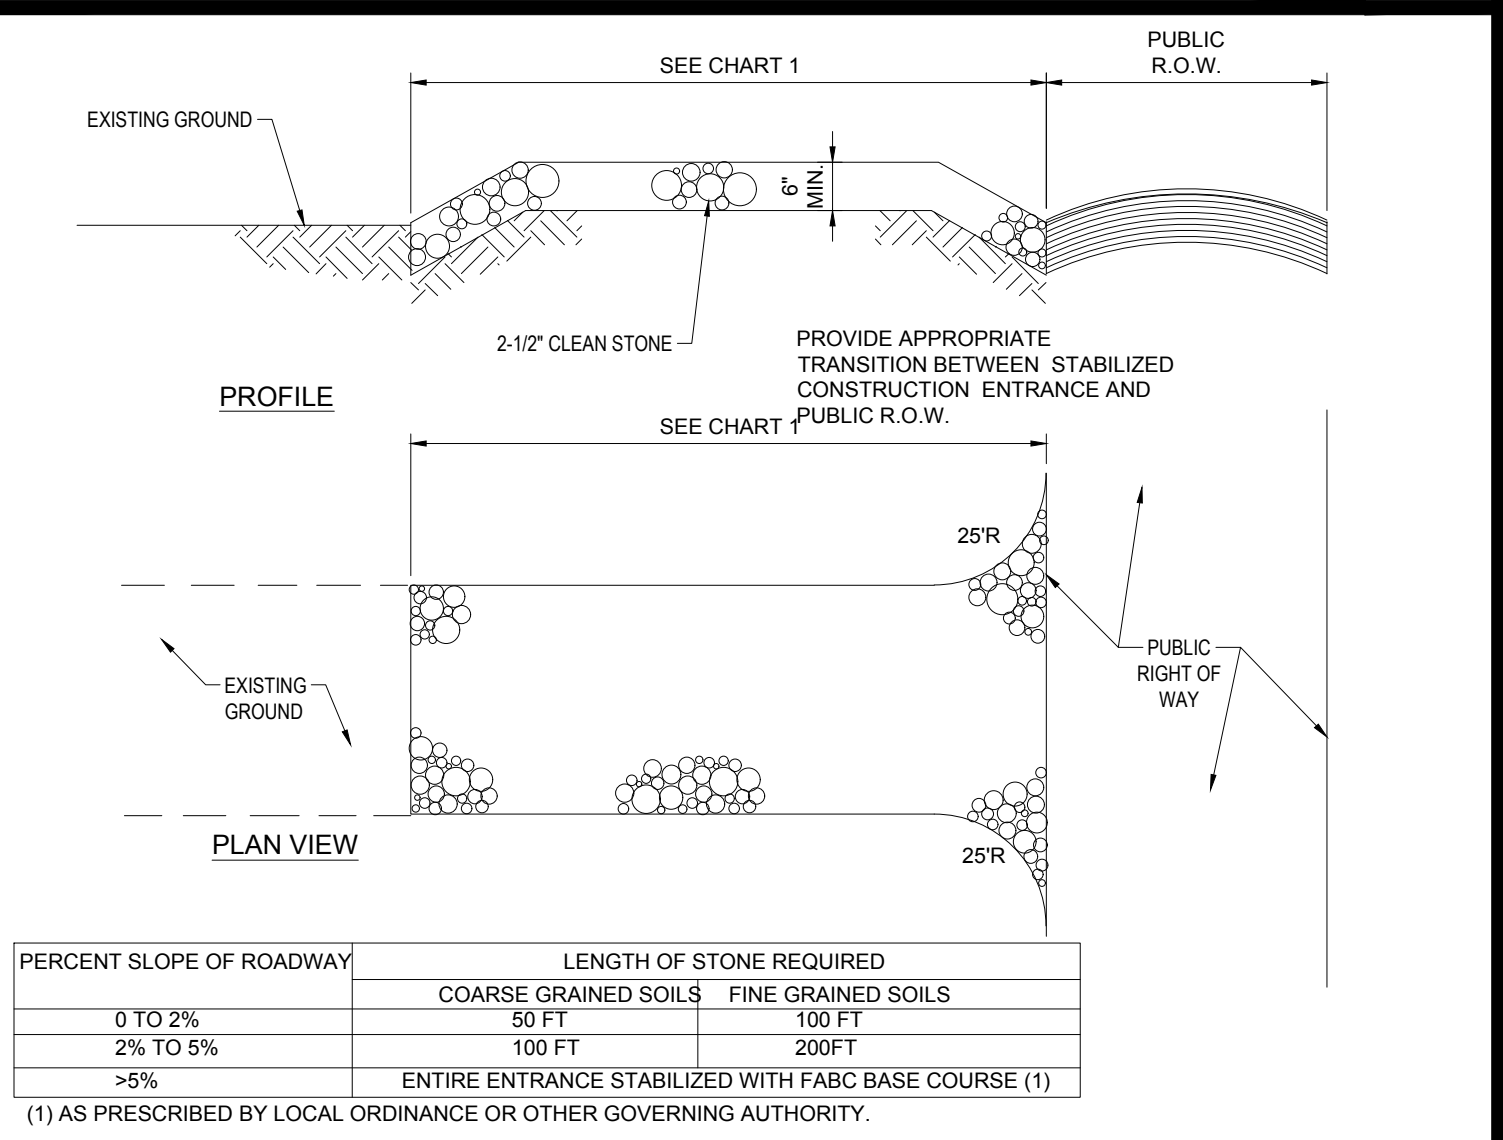 PUBLIC
R.O.W.
SEE CHART 1
EXISTING GROUND
6"
MIN.
2-1/2" CLEAN STONE
PROVIDE APPROPRIATE
TRANSITION BETWEEN STABILIZED
CONSTRUCTION ENTRANCE AND
PUBLIC R.O.W.
PROFILE
SEE CHART 1
25'R
PUBLIC
RIGHT OF
WAY
EXISTING
GROUND
PLAN VIEW
25'R
PERCENT SLOPE OF ROADWAY LENGTH OF STONE REQUIRED
COARSE GRAINED SOILS FINE GRAINED SOILS
0 TO 2% 50 FT 100 FT
2% TO 5% 100 FT 200FT
>5% ENTIRE ENTRANCE STABILIZED WITH FABC BASE COURSE (1)
(1) AS PRESCRIBED BY LOCAL ORDINANCE OR OTHER GOVERNING AUTHORITY.